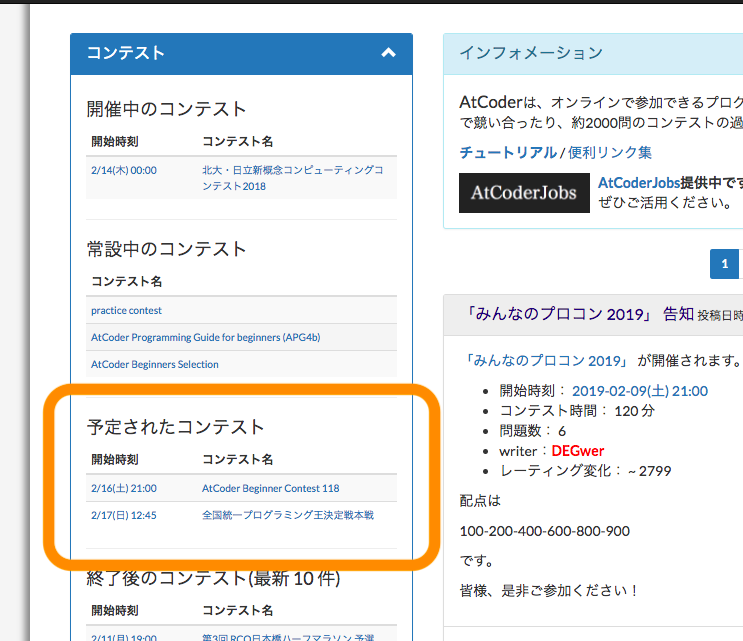 コンテスト
開催中のコンテスト
開始時刻 コンテスト名
2/14(木) 00:00 北大・日立新概念コンピューティングコ
ンテスト2018
常設中のコンテスト
コンテスト名
practice contest
AtCoder Programming Guide for beginners (APG4b)
AtCoder Beginners Selection
予定されたコンテスト
開始時刻 コンテスト名
2/16(土) 21:00 AtCoder Beginner Contest 118
2/17(日) 12:45 全国統一プログラミング王決定戦本戦
終了後のコンテスト(最新 10 件)
開始時刻 コンテスト名
2/11(月) 19:00 第3回 RCO日本橋ハーフマラソン 予選
インフォメーション
AtCoderは、オンラインで参加できるプログ
で競い合ったり、約2000問のコンテストの過
チュートリアル / 便利リンク集
AtCoderJobs
AtCoderJobs提供中です
ぜひご活用ください。
1
「みんなのプロコン 2019」 告知 投稿日時
「みんなのプロコン 2019」 が開催されます。
開始時刻： 2019-02-09(土) 21:00
コンテスト時間： 120 分
問題数： 6
writer：DEGwer
レーティング変化： ~ 2799
配点は
100-200-400-600-800-900
です。
皆様、是非ご参加ください！